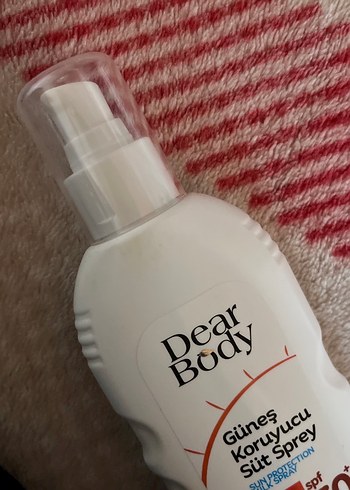 Dear
Body
Güneş
Koruyucu
Süt Sprey
SUN PROTECTION
MILK SPRAY
spf